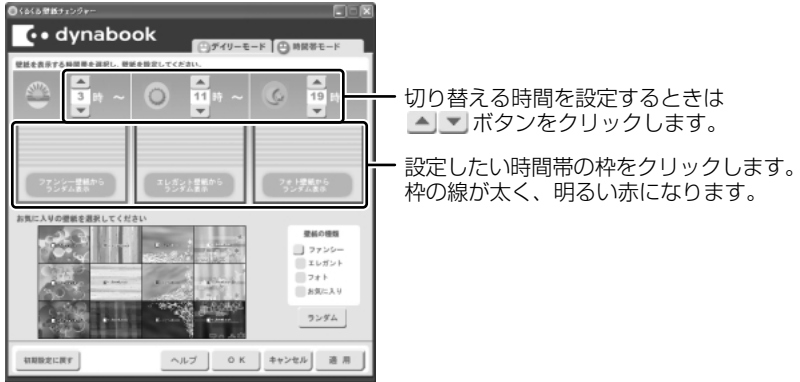 くるくる壁紙チェンジャー
dynabook
デイリーモード
時間帯モード
壁紙を表示する時間帯を選択し、壁紙を設定してください。
3 時 ～ 11 時 ～ 19 時
切り替える時間を設定するときは
ボタンをクリックします。
ファンシー壁紙から
ランダム表示
エレガント壁紙から
ランダム表示
フォト壁紙から
ランダム表示
設定したい時間帯の枠をクリックします。
枠の線が太く、明るい赤になります。
お気に入りの壁紙を選択してください
壁紙の種類
ファンシー
エレガント
フォト
お気に入り
ランダム
初期設定に戻す
ヘルプ
OK
キャンセル
適用